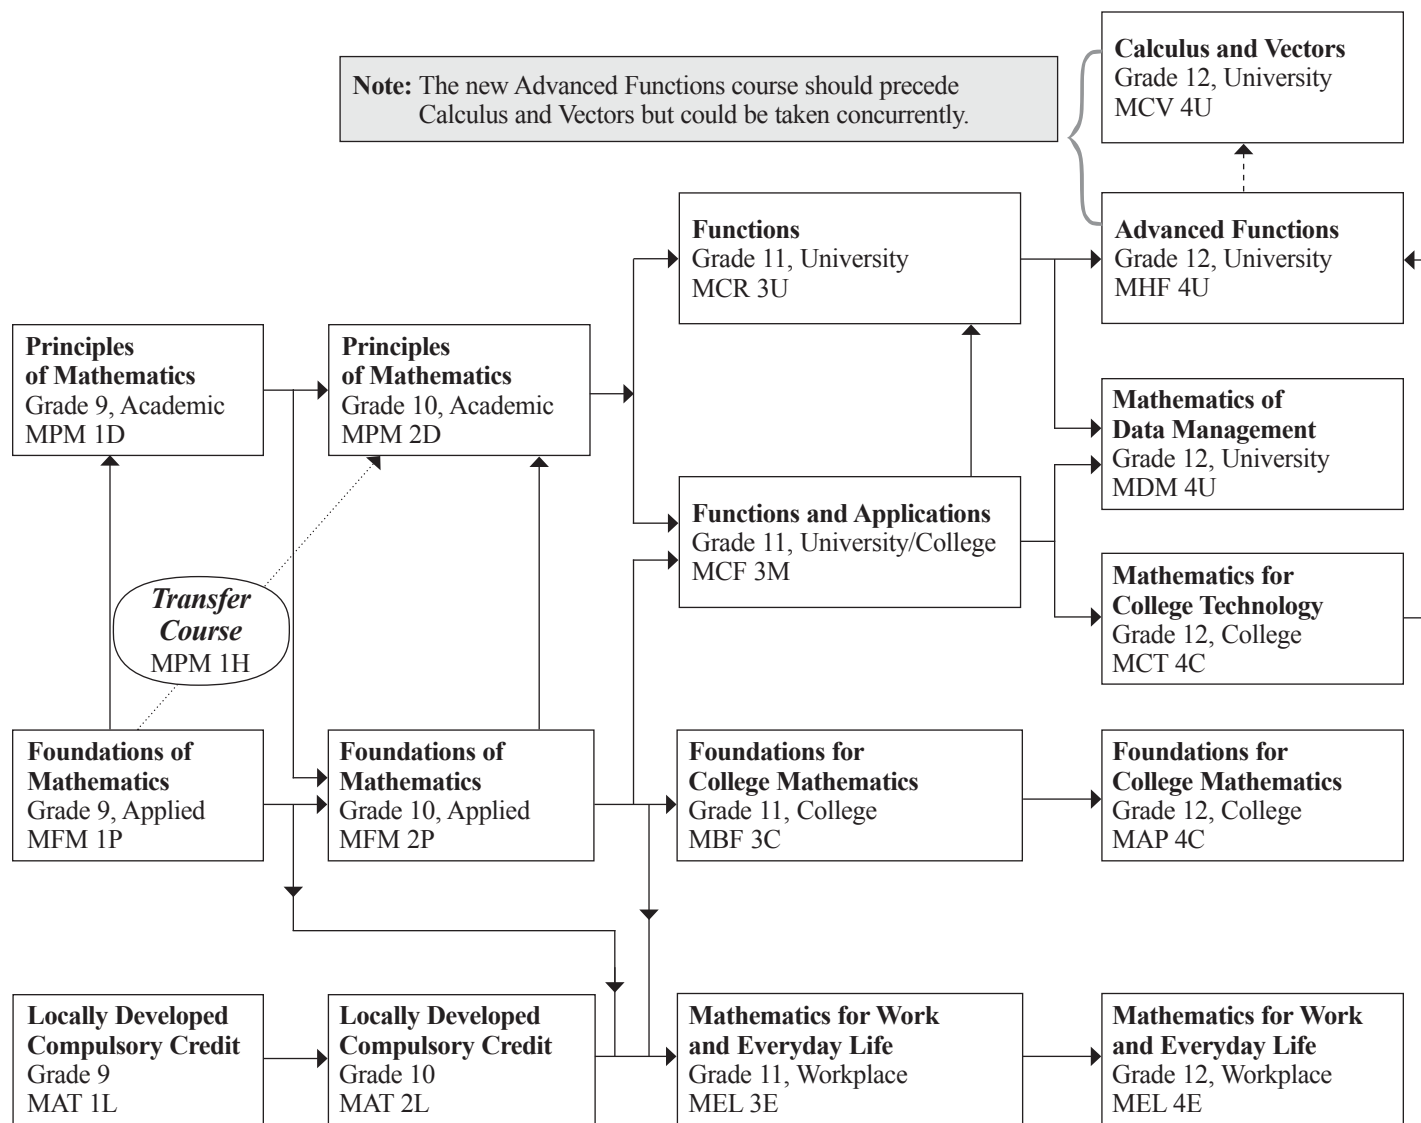 Calculus and Vectors
Grade 12, University
MCV 4U
Note: The new Advanced Functions course should precede
Calculus and Vectors but could be taken concurrently.
Functions
Grade 11, University
MCR 3U
Advanced Functions
Grade 12, University
MHF 4U
Principles
of Mathematics
Grade 9, Academic
MPM 1D
Principles
of Mathematics
Grade 10, Academic
MPM 2D
Mathematics of
Data Management
Grade 12, University
MDM 4U
Functions and Applications
Grade 11, University/College
MCF 3M
Transfer
Course
MPM 1H
Mathematics for
College Technology
Grade 12, College
MCT 4C
Foundations of
Mathematics
Grade 9, Applied
MFM 1P
Foundations of
Mathematics
Grade 10, Applied
MFM 2P
Foundations for
College Mathematics
Grade 11, College
MBF 3C
Foundations for
College Mathematics
Grade 12, College
MAP 4C
Locally Developed
Compulsory Credit
Grade 9
MAT 1L
Locally Developed
Compulsory Credit
Grade 10
MAT 2L
Mathematics for Work
and Everyday Life
Grade 11, Workplace
MEL 3E
Mathematics for Work
and Everyday Life
Grade 12, Workplace
MEL 4E